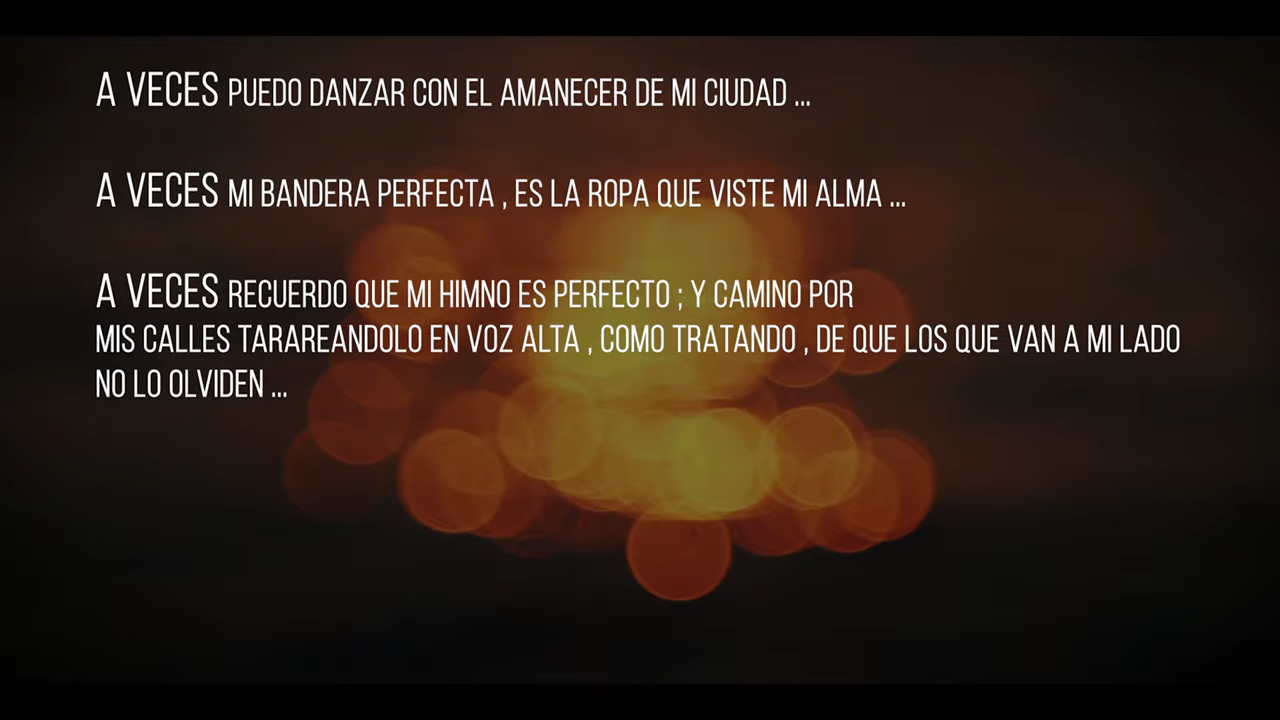 A VECES PUEDO DANZAR CON EL AMANECER DE MI CIUDAD ...
A VECES MI BANDERA PERFECTA , ES LA ROPA QUE VISTE MI ALMA ...
A VECES RECUERDO QUE MI HIMNO ES PERFECTO ; Y CAMINO POR
MIS CALLES TARAREANDOLO EN VOZ ALTA , COMO TRATANDO , DE QUE LOS QUE VAN A MI LADO
NO LO OLVIDEN ...